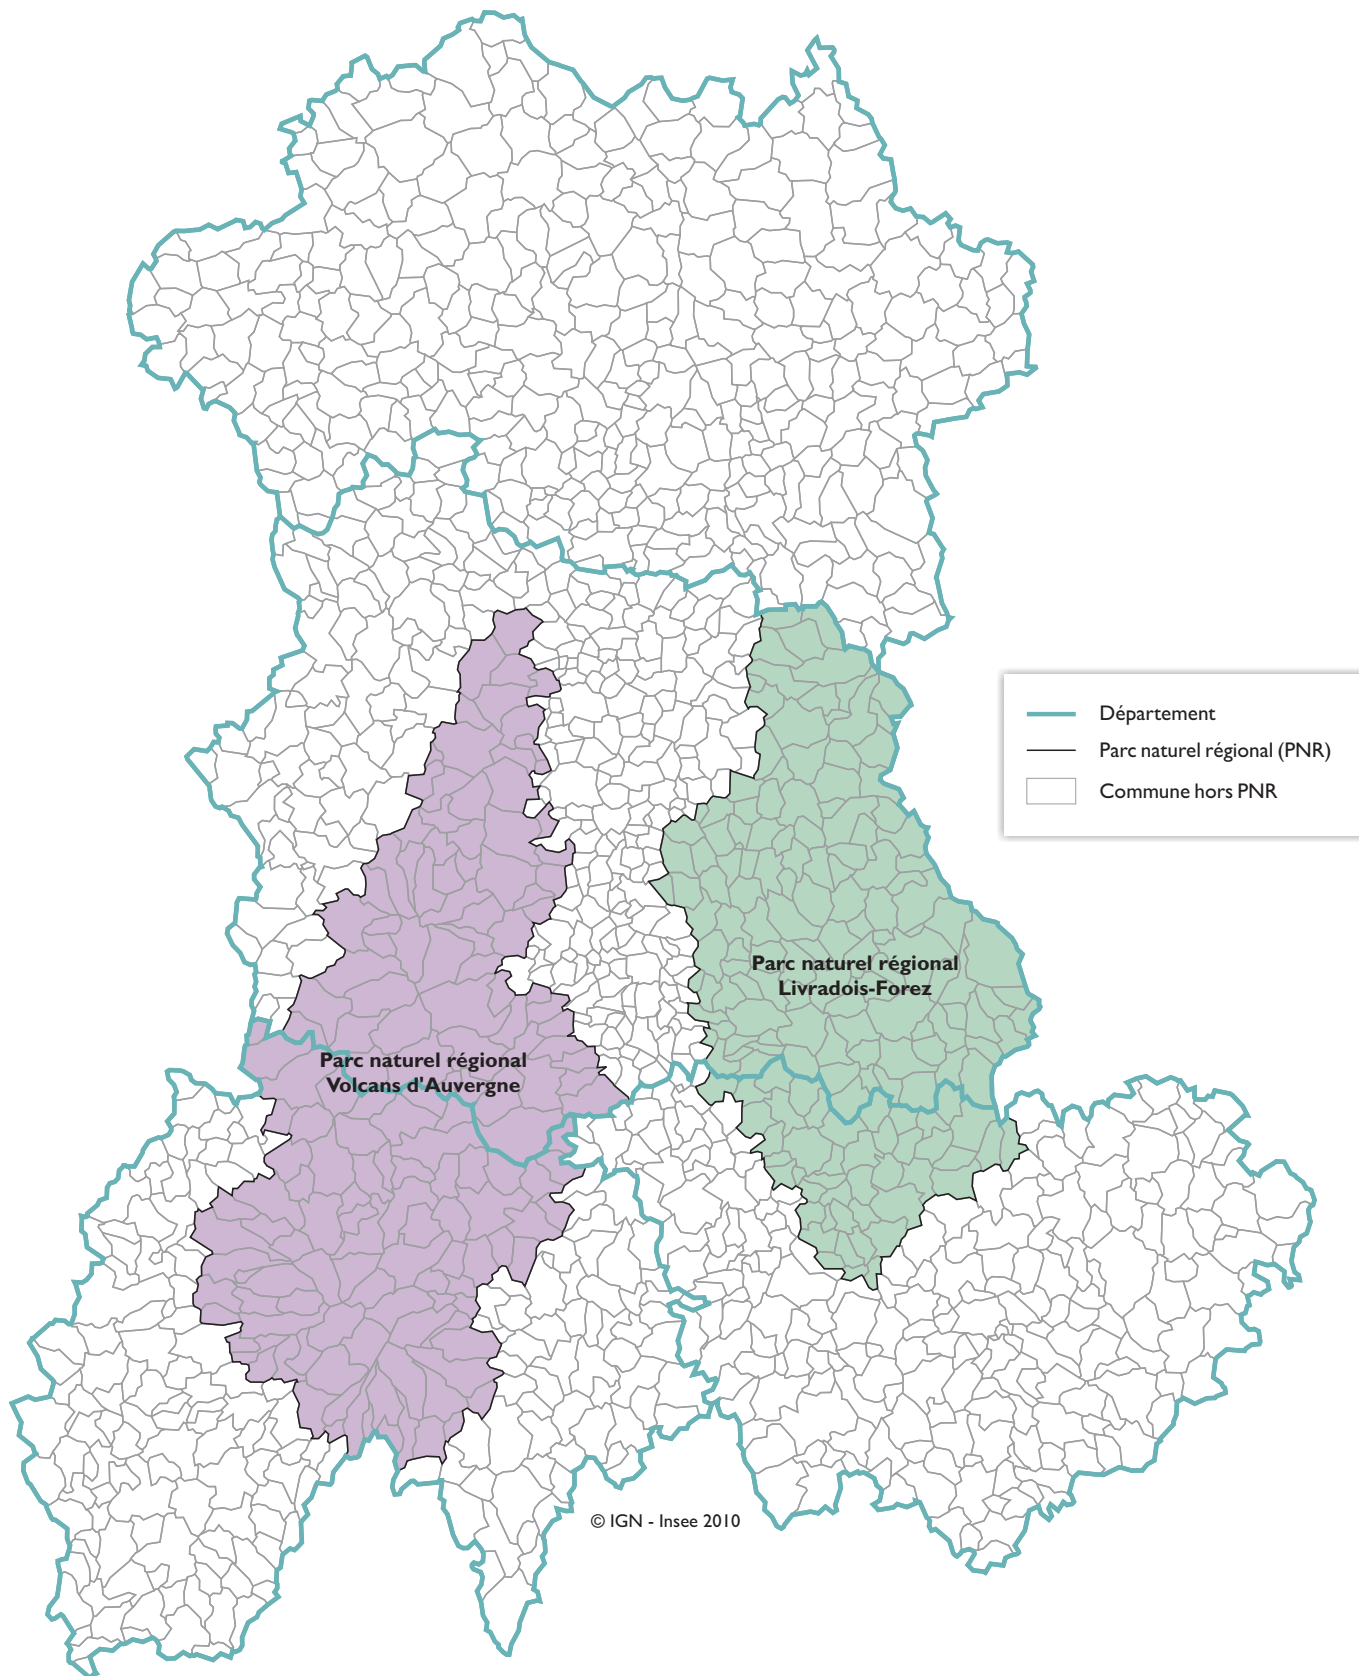 Département
Parc naturel régional (PNR)
Commune hors PNR
Parc naturel régional
Livradois-Forez
Parc naturel régional
Volcans d'Auvergne
© IGN - Insee 2010